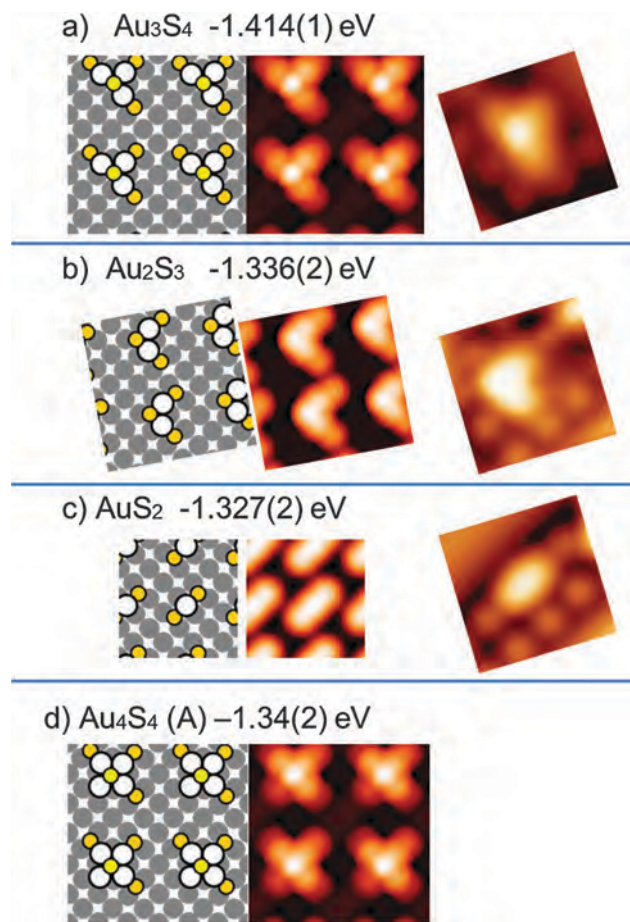 a) Au₃S₄ -1.414(1) eV
b) Au₂S₃ -1.336(2) eV
c) AuS₂ -1.327(2) eV
d) Au₄S₄ (A) –1.34(2) eV